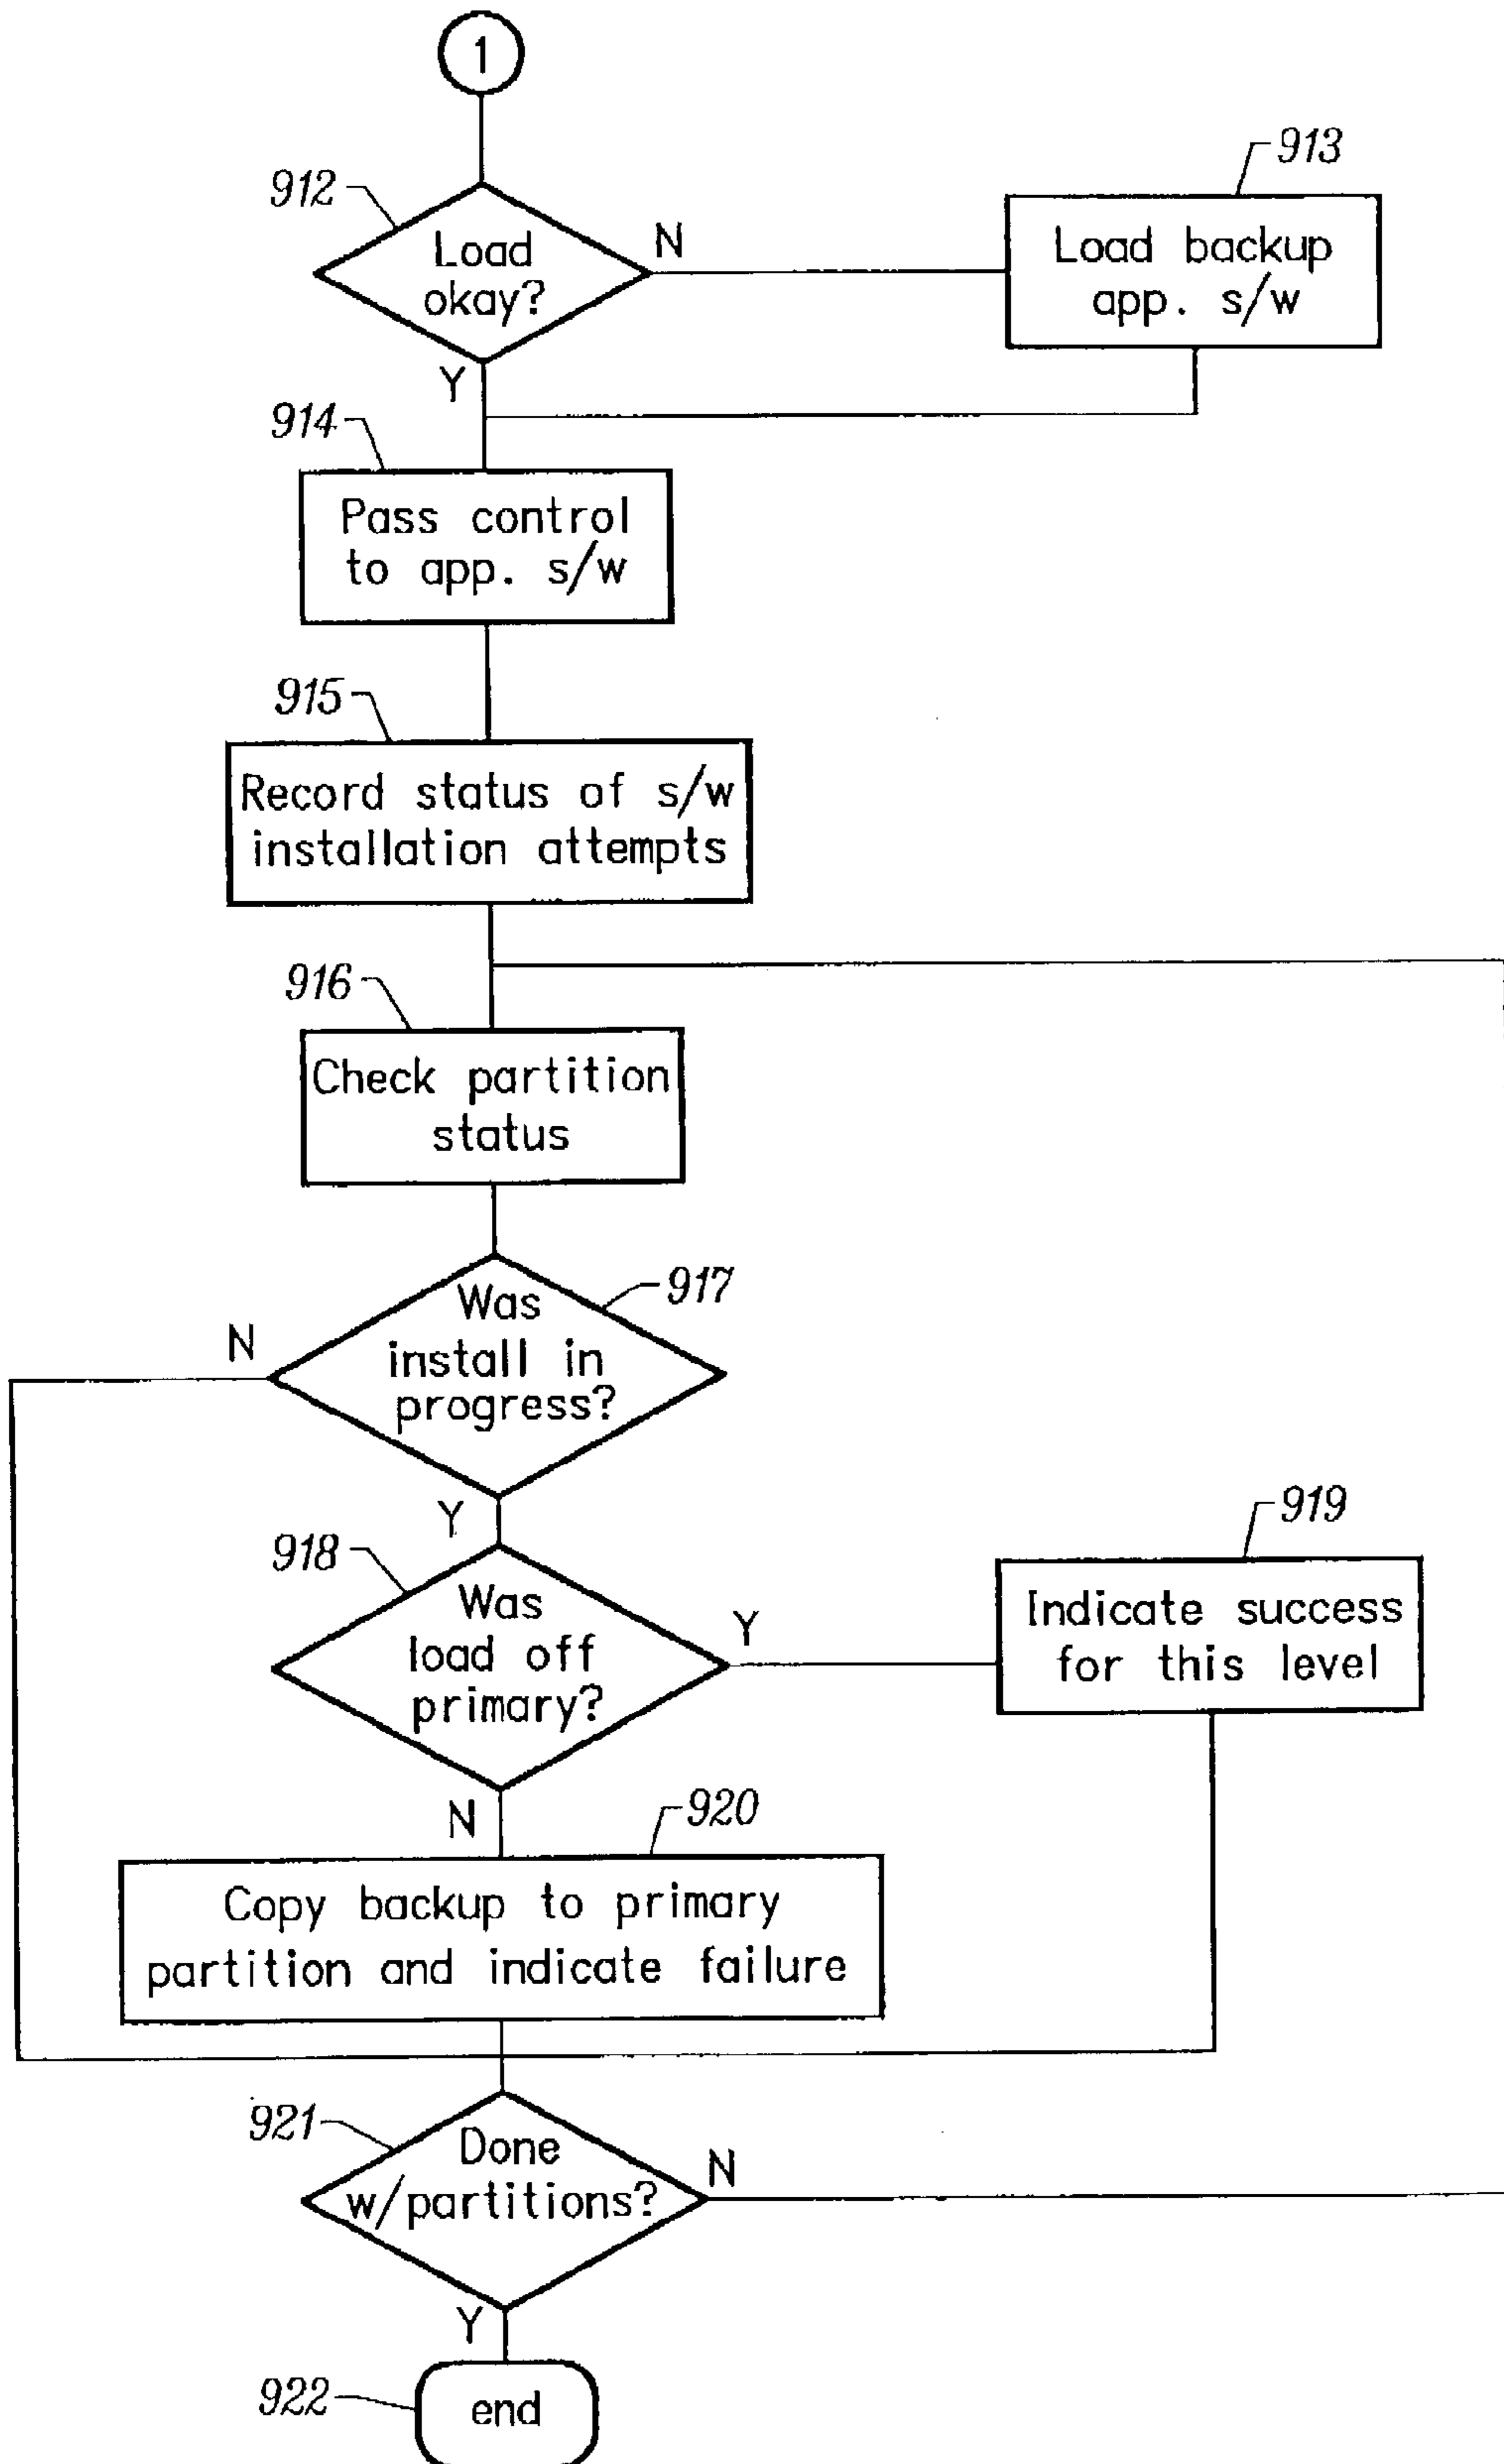 1
912
Load
okay?
N
913
Load backup
app. s/w
Y
914
Pass control
to app. s/w
915
Record status of s/w
installation attempts
916
Check partition
status
917
Was
install in
progress?
N
Y
918
Was
load off
primary?
Y
919
Indicate success
for this level
N
920
Copy backup to primary
partition and indicate failure
921
Done
w/partitions?
N
Y
922
end